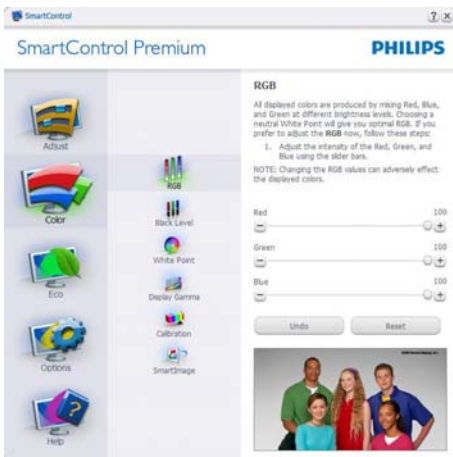 SmartControl
SmartControl Premium
PHILIPS
Adjust
Color
Eco
Options
Help
RGB
Black Level
White Point
Display Gamma
Calibration
SmartImage
RGB
All displayed colors are produced by mixing Red, Blue,
and Green at different brightness levels. Choosing a
neutral White Point will give you optimal RGB. If you
prefer to adjust the RGB now, follow these steps:
1. Adjust the intensity of the Red, Green, and
Blue using the slider bars.
NOTE: Changing the RGB values can adversely effect
the displayed colors.
Red 100
Green 100
Blue 100
Undo Reset